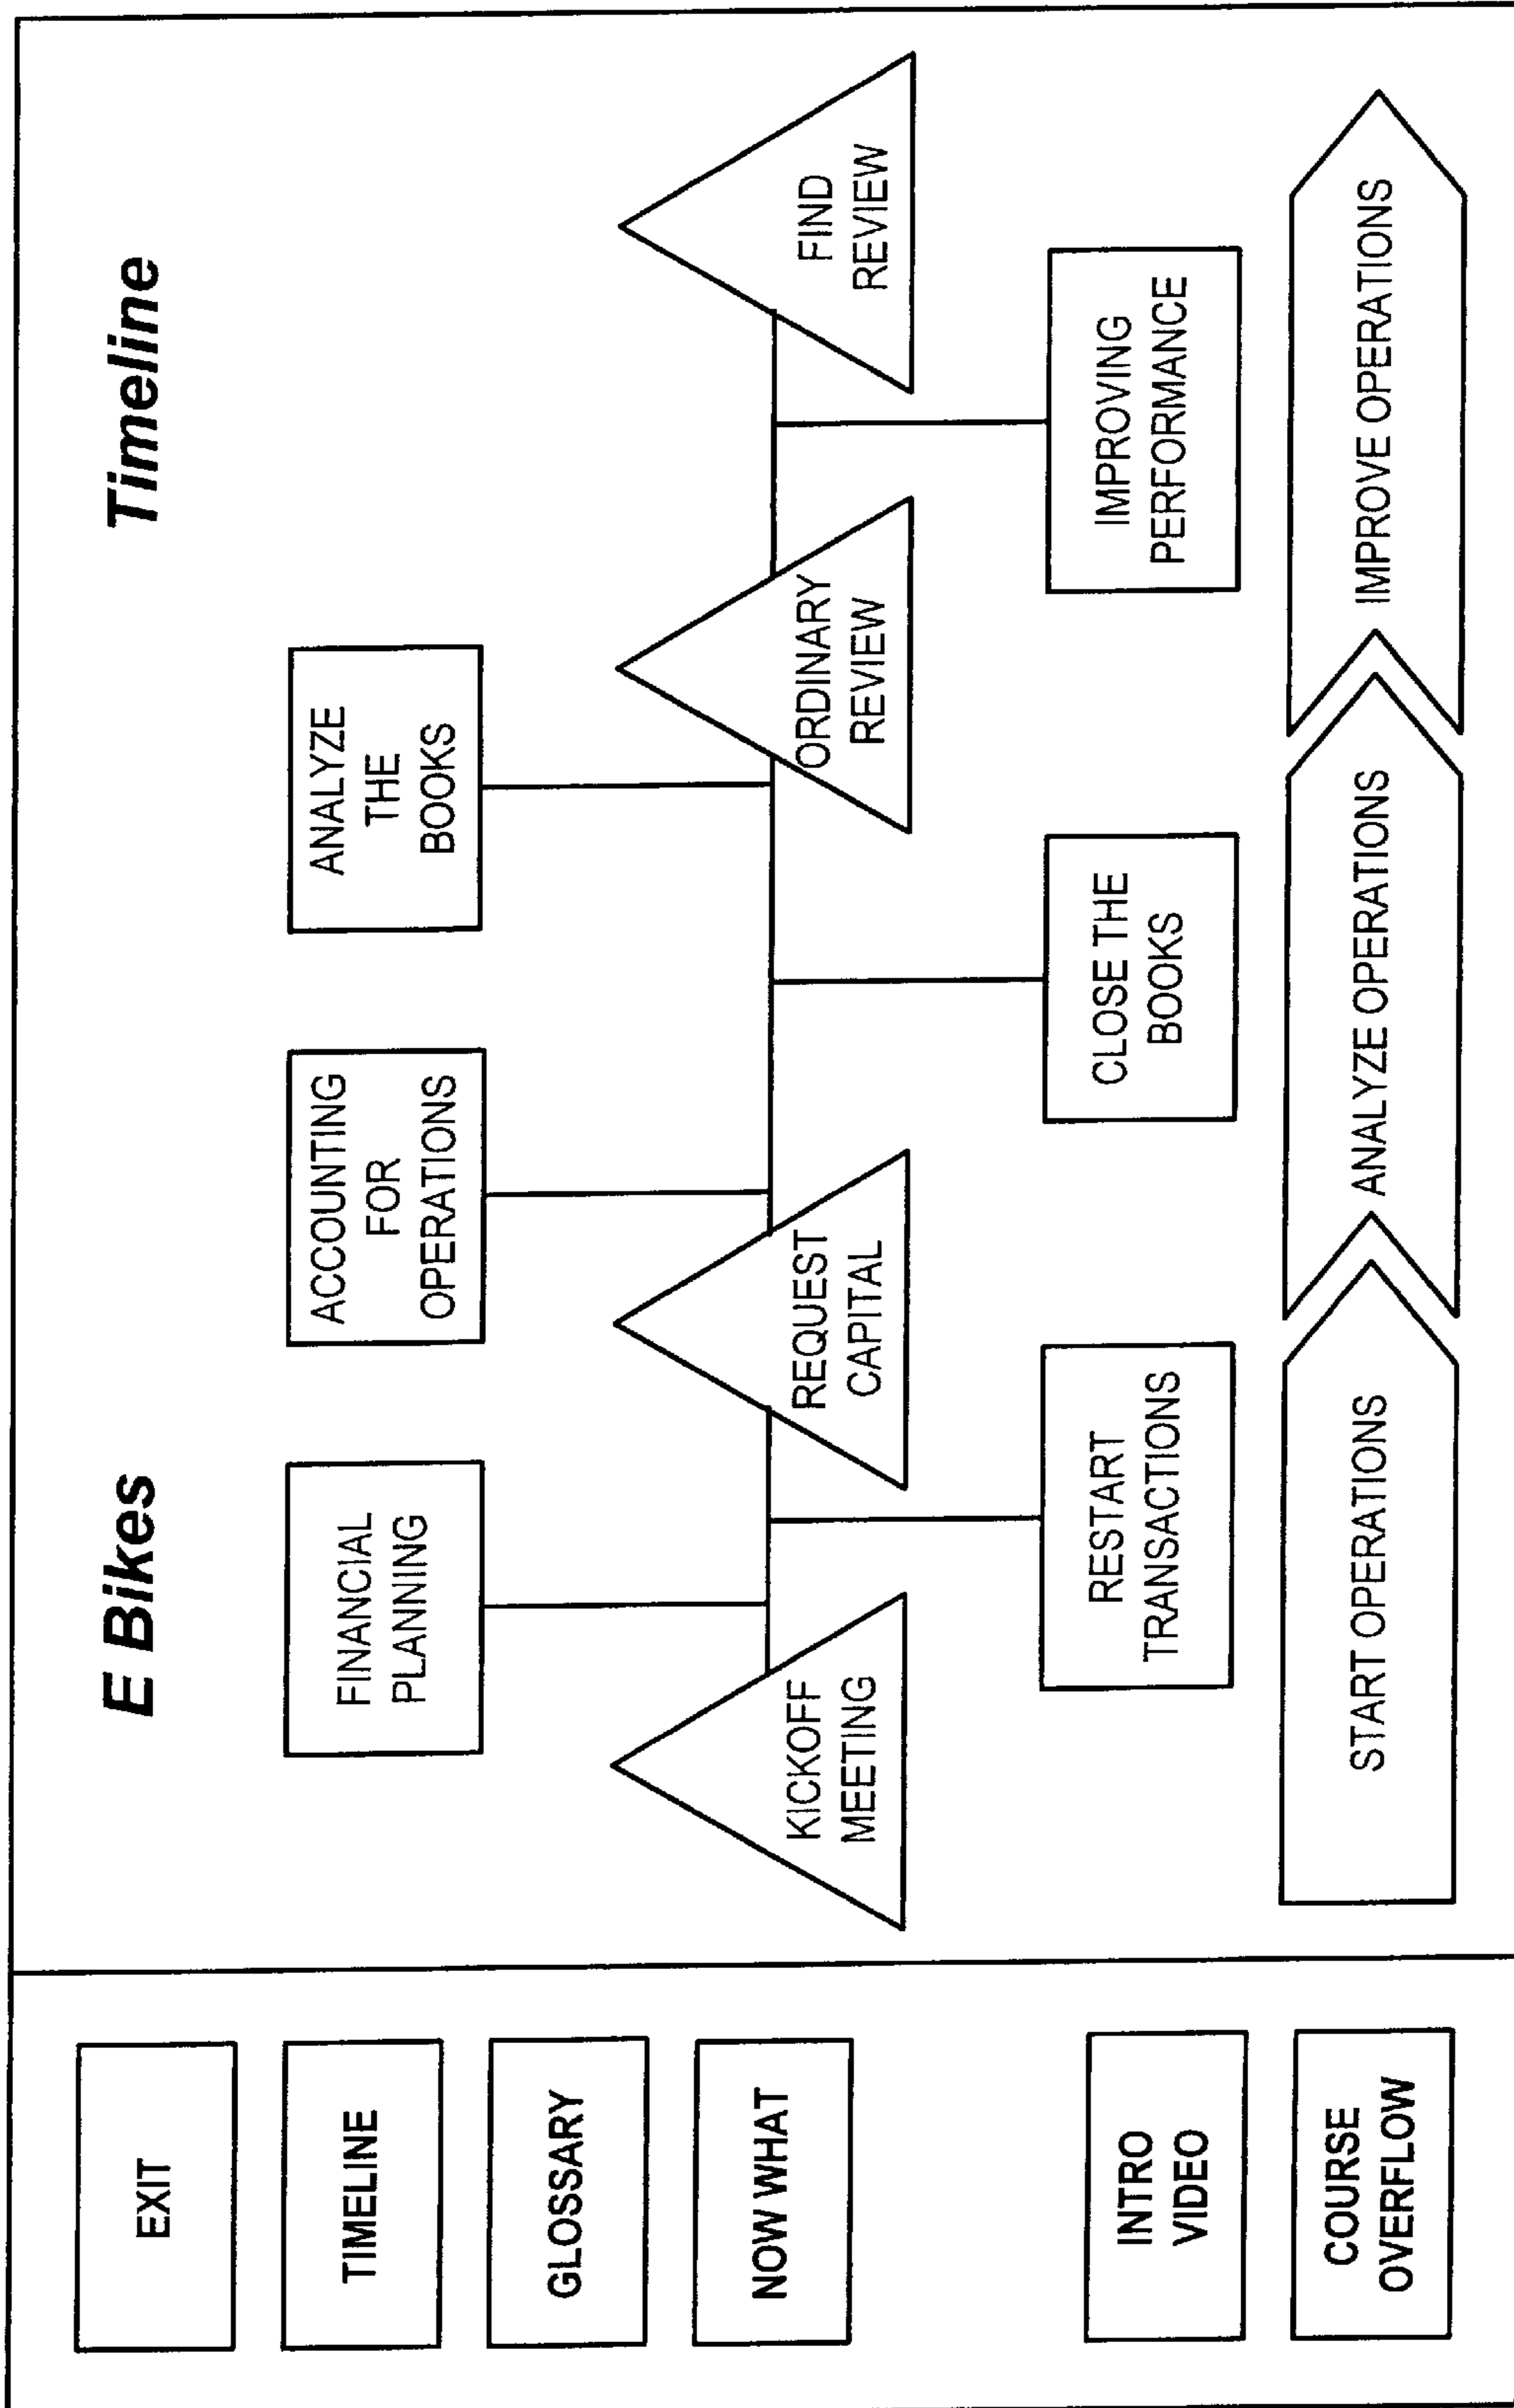 EXIT
TIMELINE
GLOSSARY
NOW WHAT
INTRO
VIDEO
COURSE
OVERFLOW
E Bikes
Timeline
FINANCIAL
PLANNING
ACCOUNTING
FOR
OPERATIONS
ANALYZE
THE
BOOKS
KICKOFF
MEETING
REQUEST
CAPITAL
ORDINARY
REVIEW
FIND
REVIEW
RESTART
TRANSACTIONS
CLOSE THE
BOOKS
IMPROVING
PERFORMANCE
START OPERATIONS
ANALYZE OPERATIONS
IMPROVE OPERATIONS